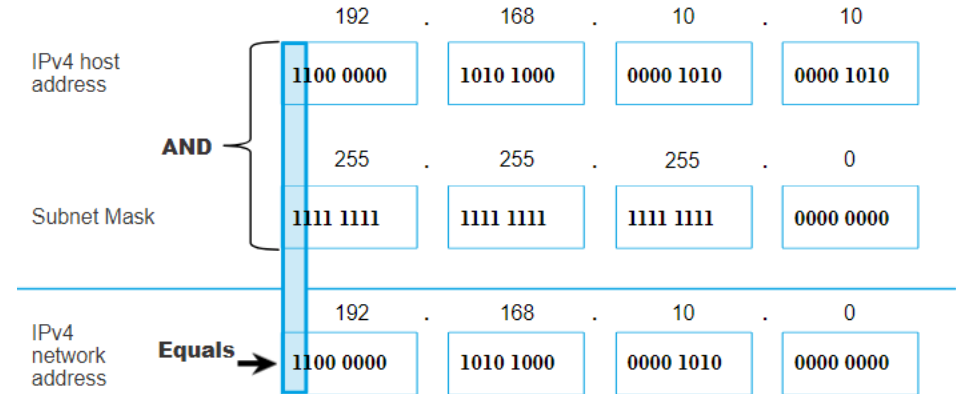 192 . 168 . 10 . 10
IPv4 host
address
1100 0000 1010 1000 0000 1010 0000 1010
AND
255 . 255 . 255 . 0
Subnet Mask
1111 1111 1111 1111 1111 1111 0000 0000
192 . 168 . 10 . 0
IPv4
network
address
Equals
1100 0000 1010 1000 0000 1010 0000 0000